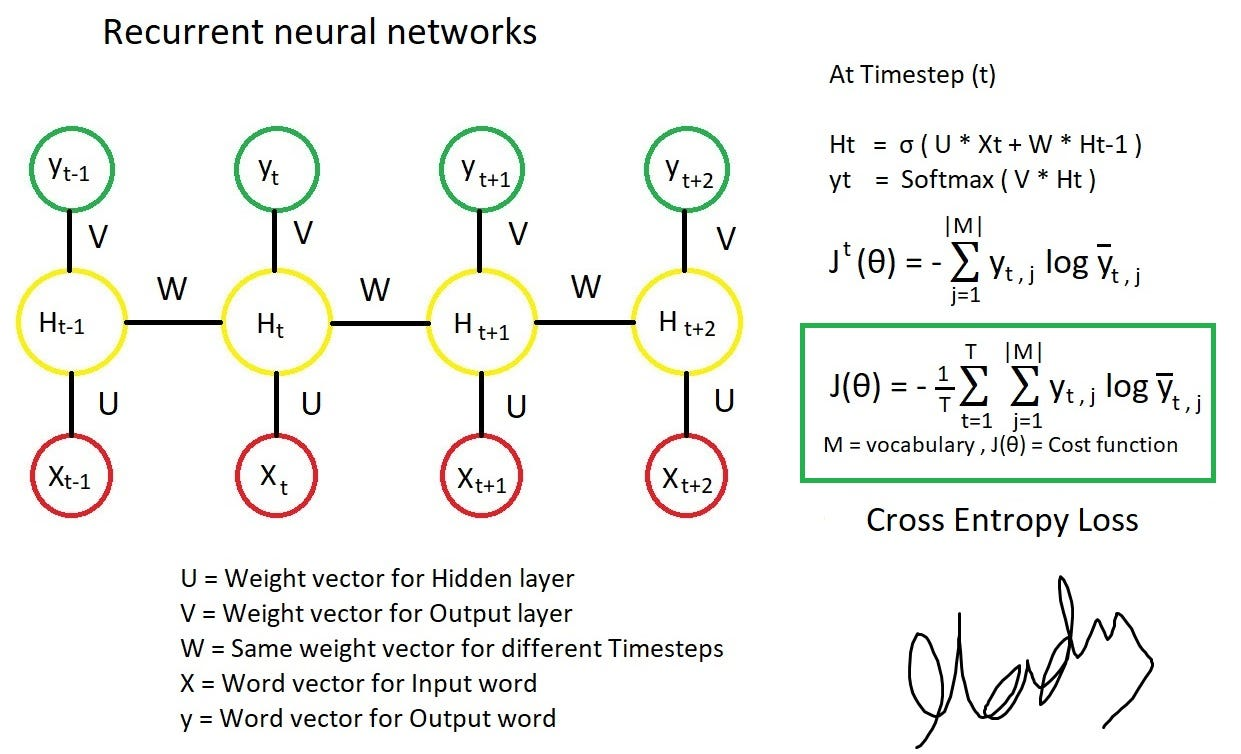 Recurrent neural networks
y t-1
y t
y t+1
y t+2
V
V
V
V
W
W
W
H t-1
H t
H t+1
H t+2
U
U
U
U
X t-1
X t
X t+1
X t+2
U = Weight vector for Hidden layer
V = Weight vector for Output layer
W = Same weight vector for different Timesteps
X = Word vector for Input word
y = Word vector for Output word
At Timestep (t)
Ht = σ ( U * Xt + W * Ht-1 )
yt = Softmax ( V * Ht )
|M|
Jᵗ (θ) = - Σ y t , j log ȳ t , j
j=1
T |M|
J(θ) = - 1/T Σ Σ y t , j log ȳ t , j
t=1 j=1
M = vocabulary , J(θ) = Cost function
Cross Entropy Loss